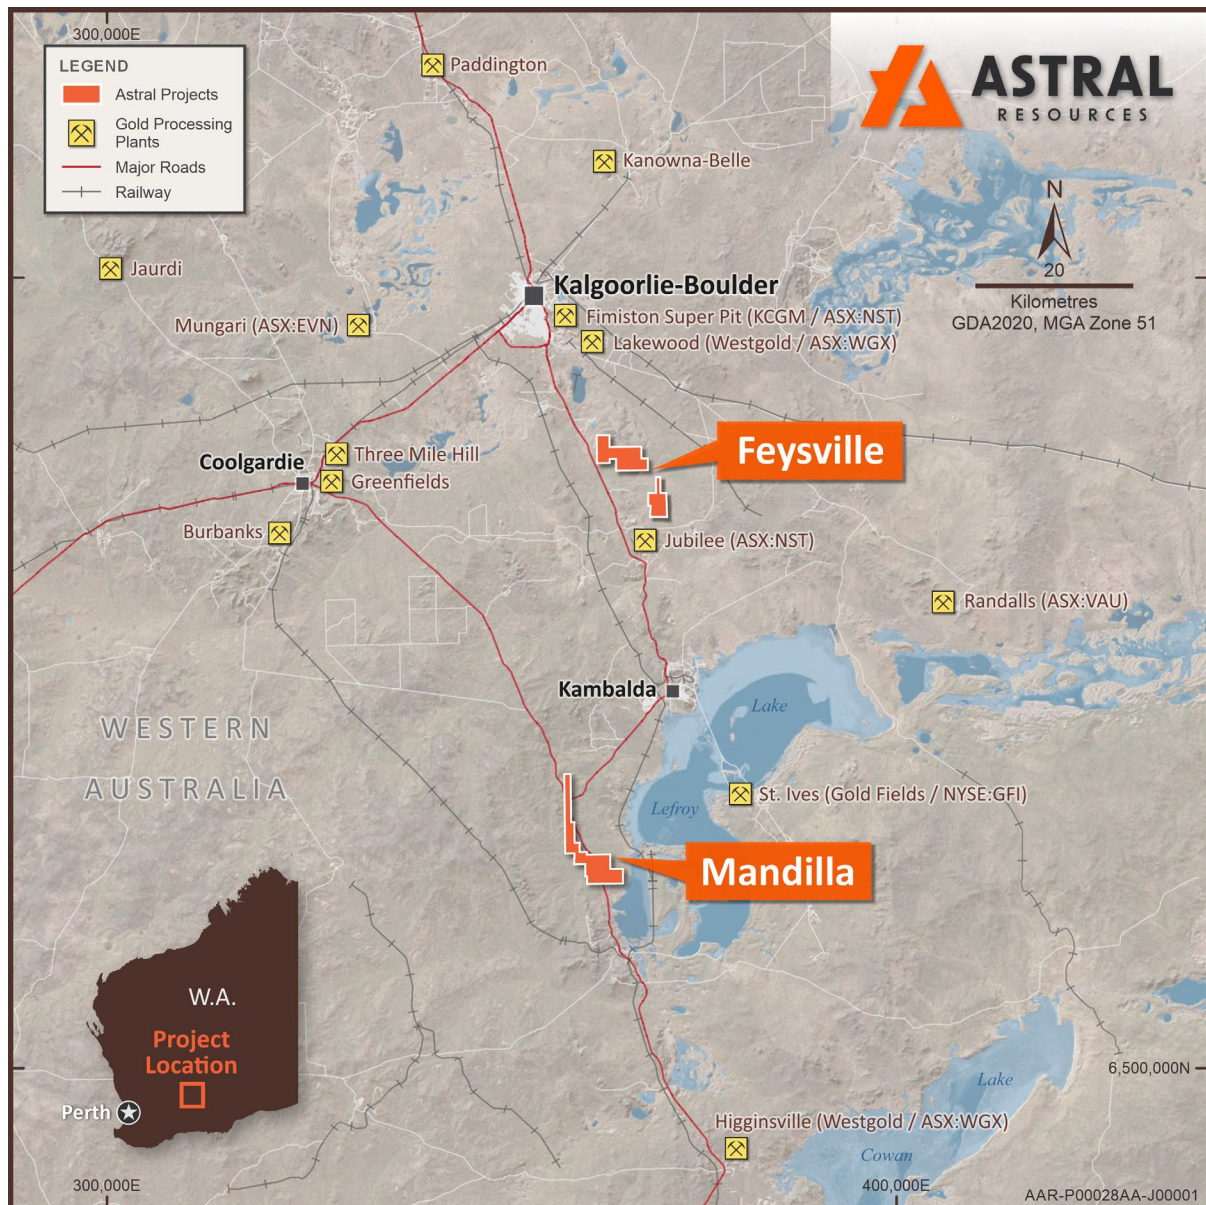 300,000E
LEGEND
Astral Projects
Gold Processing
Plants
Major Roads
Railway
Paddington
ASTRAL
RESOURCES
Kanowna-Belle
N
20
Kilometres
GDA2020, MGA Zone 51
Jaurdi
Kalgoorlie-Boulder
Mungari (ASX:EVN)
Fimiston Super Pit (KCGM / ASX:NST)
Lakewood (Westgold / ASX:WGX)
Feysville
Coolgardie
Three Mile Hill
Greenfields
Burbanks
Jubilee (ASX:NST)
Randalls (ASX:VAU)
Kambalda
Lake
Lefroy
WESTERN
AUSTRALIA
St. Ives (Gold Fields / NYSE:GFI)
Mandilla
W.A.
Project
Location
Perth
6,500,000N
Lake
Cowan
Higginsville (Westgold / ASX:WGX)
300,000E
400,000E
AAR-P00028AA-J00001